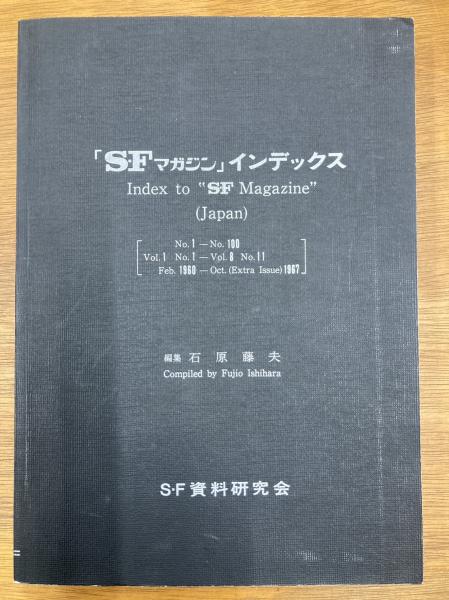 「S-Fマガジン」インデックス
Index to “S-F Magazine”
(Japan)
No.1 — No. 100
Vol.1 No.1 — Vol.8 No.11
Feb. 1960 — Oct. (Extra Issue) 1967
編集 石原藤夫
Compiled by Fujio Ishihara
S-F資料研究会